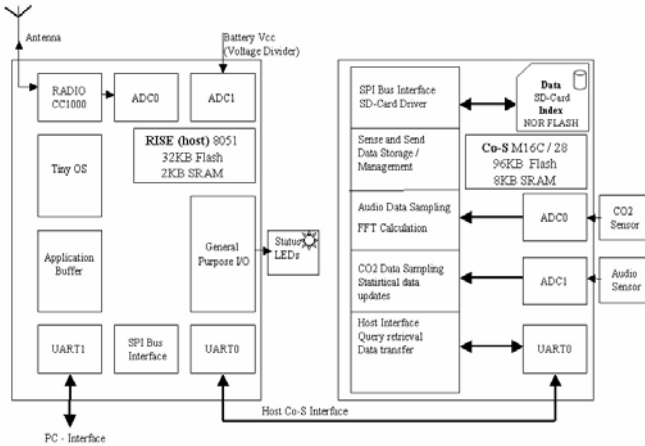 Antenna
Battery Vcc
(Voltage Divider)
RADIO
CC1000
ADC0
ADC1
RISE (host) 8051
32KB Flash
2KB SRAM
Tiny OS
Application
Buffer
General
Purpose I/O
Status
LEDs
UART1
SPI Bus
Interface
UART0
PC - Interface
Host Co-S Interface
SPI Bus Interface
SD-Card Driver
Data
SD-Card
Index
NOR FLASH
Sense and Send
Data Storage /
Management
Co-S M16C / 28
96KB Flash
8KB SRAM
Audio Data Sampling
FFT Calculation
ADC0
CO2
Sensor
CO2 Data Sampling
Statistical data
updates
ADC1
Audio
Sensor
Host Interface
Query retrieval
Data transfer
UART0